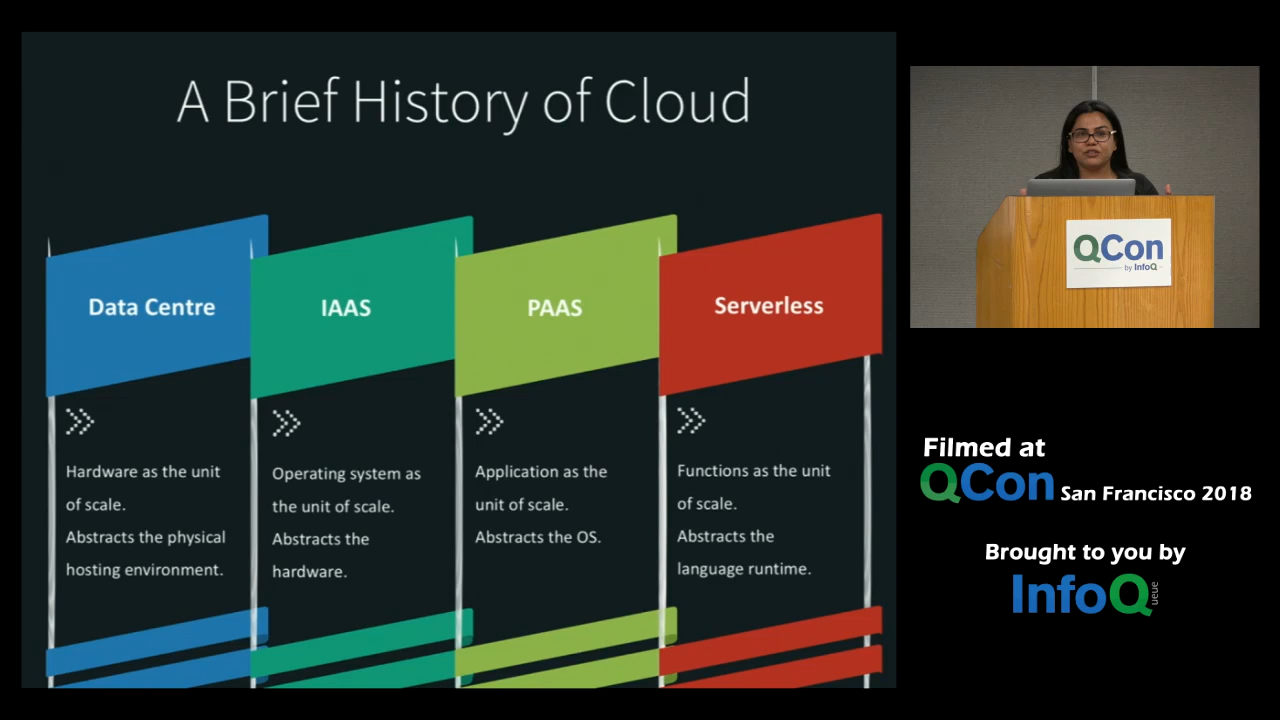 A Brief History of Cloud
Data Centre
IAAS
PAAS
Serverless
Hardware as the unit
of scale.
Abstracts the physical
hosting environment.
Operating system as
the unit of scale.
Abstracts the
hardware.
Application as the
unit of scale.
Abstracts the OS.
Functions as the unit
of scale.
Abstracts the
language runtime.
QCon
by InfoQ
Filmed at
QCon San Francisco 2018
Brought to you by
InfoQ
ueue